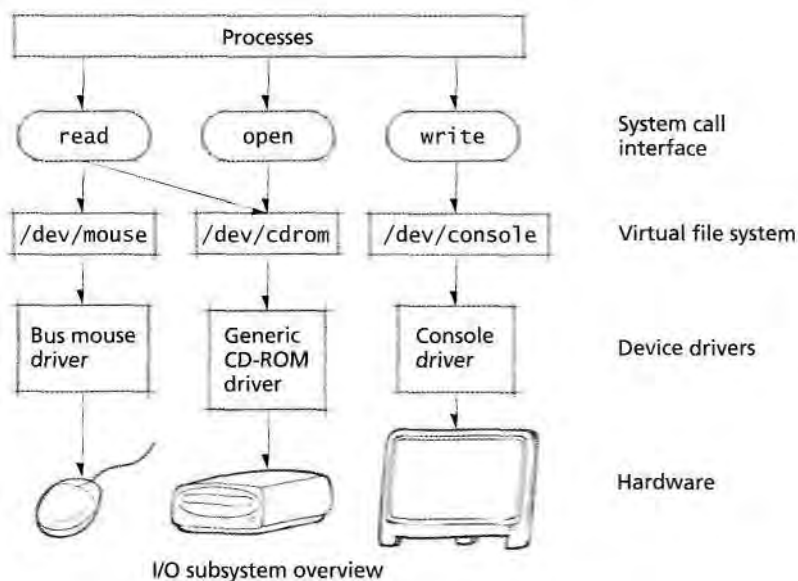 Processes
read
open
write
System call
interface
/dev/mouse
/dev/cdrom
/dev/console
Virtual file system
Bus mouse
driver
Generic
CD-ROM
driver
Console
driver
Device drivers
Hardware
I/O subsystem overview